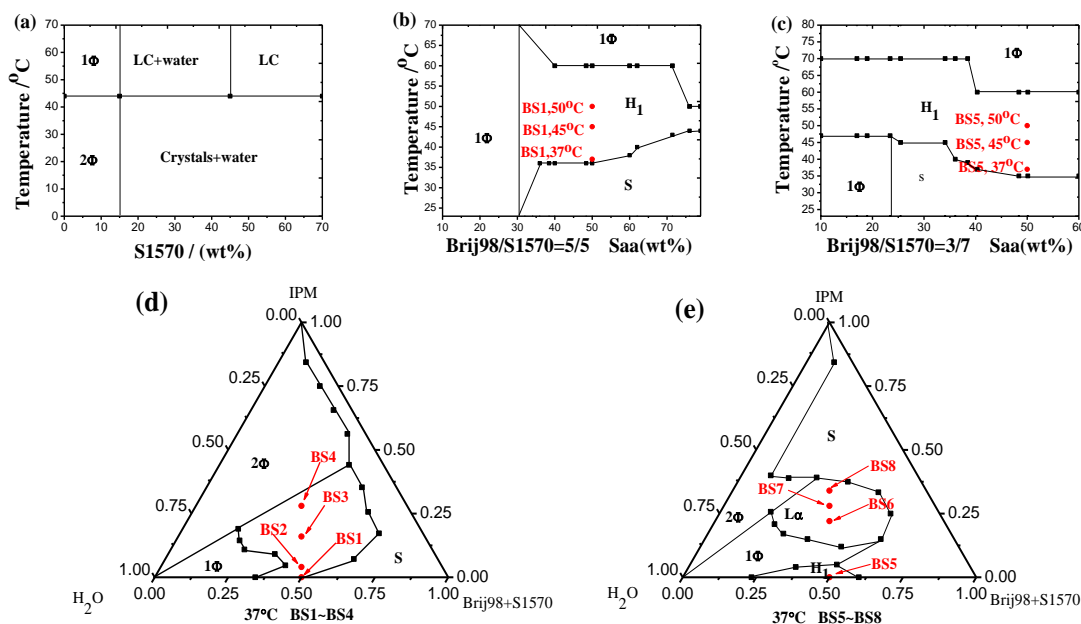 (a)
Temperature /°C
70
60
50
40
30
20
10
0
1Φ
LC+water
LC
2Φ
Crystals+water
0 10 20 30 40 50 60 70
S1570 / (wt%)
(b)
Temperature /°C
70
65
60
55
50
45
40
35
30
25
1Φ
BS1,50°C
H1
BS1,45°C
1Φ
BS1,37°C
S
0 10 20 30 40 50 60 70
Brij98/S1570=5/5 Saa(wt%)
(c)
Temperature /°C
80
75
70
65
60
55
50
45
40
35
30
25
1Φ
H1
BS5, 50°C
BS5, 45°C
BS5, 37°C
1Φ
S
10 20 30 40 50 60
Brij98/S1570=3/7 Saa(wt%)
(d)
IPM
0.00 1.00
0.25 0.75
0.50 0.50
2Φ
BS4
BS3
0.75 0.25
BS2
BS1
1Φ
S
1.00 0.00
H2O
0.00 0.25 0.50 0.75 1.00
Brij98+S1570
37°C BS1~BS4
(e)
IPM
0.00 1.00
0.25 0.75
S
0.50 0.50
BS8
BS7
BS6
0.75 0.25
2Φ
Lα
1Φ
H1
BS5
1.00 0.00
H2O
0.00 0.25 0.50 0.75 1.00
Brij98+S1570
37°C BS5~BS8